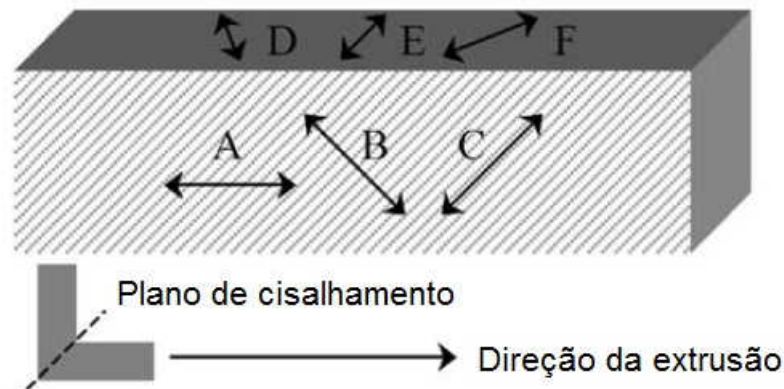 D E F
A B C
Plano de cisalhamento
Direção da extrusão